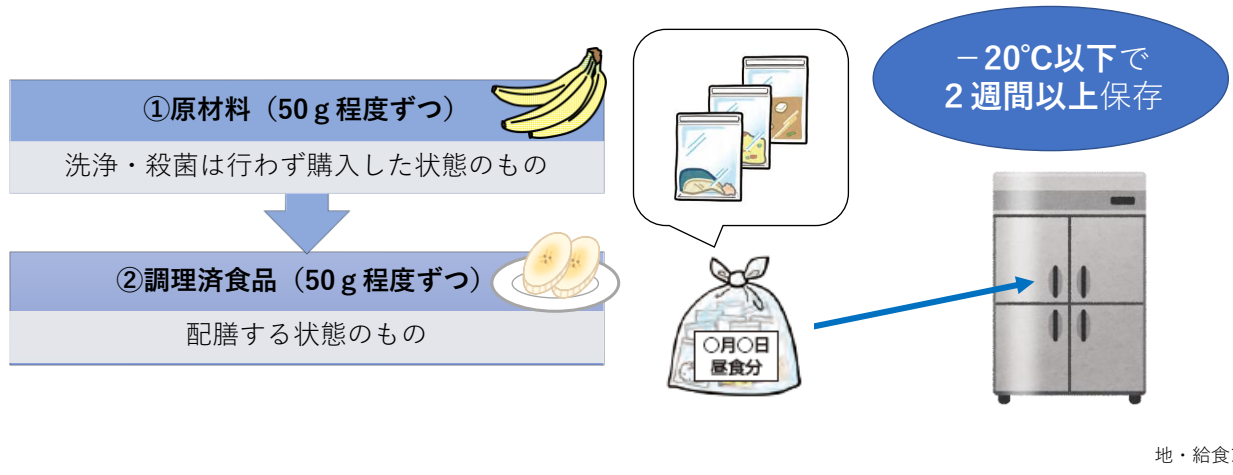 ①原材料（50ｇ程度ずつ）
洗浄・殺菌は行わず購入した状態のもの
②調理済食品（50ｇ程度ずつ）
配膳する状態のもの
○月○日
昼食分
－20℃以下で
２週間以上保存
地・給食